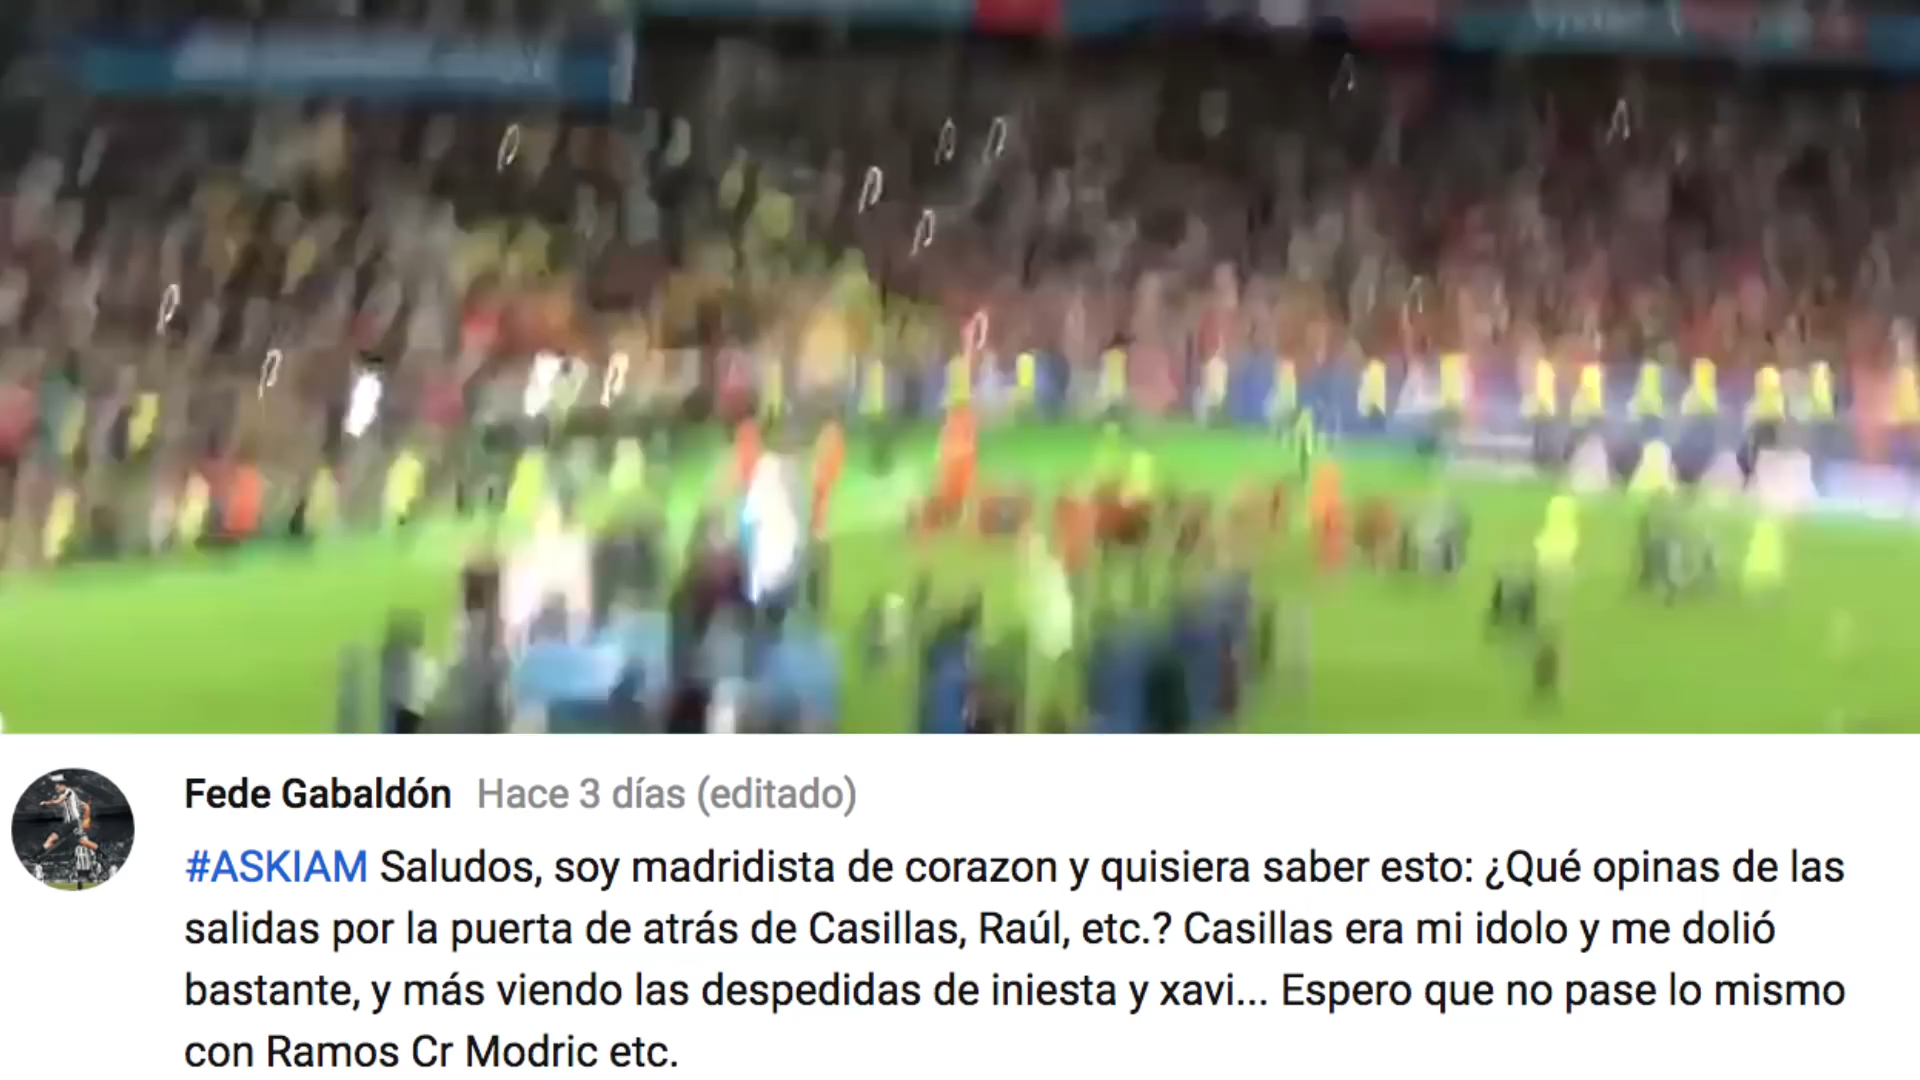 Fede Gabaldón Hace 3 días (editado)
#ASKIAM Saludos, soy madridista de corazon y quisiera saber esto: ¿Qué opinas de las
salidas por la puerta de atrás de Casillas, Raúl, etc.? Casillas era mi idolo y me dolió
bastante, y más viendo las despedidas de iniesta y xavi... Espero que no pase lo mismo
con Ramos Cr Modric etc.